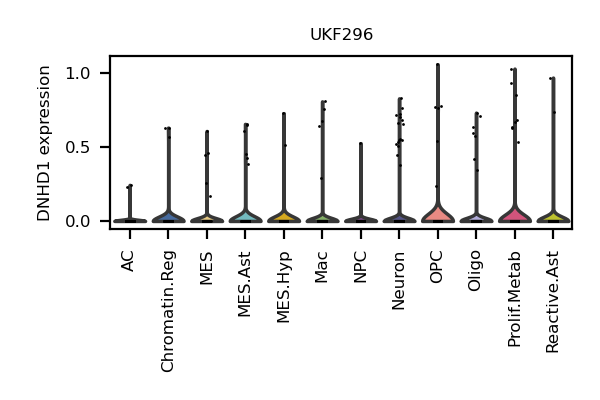 UKF296
DNHD1 expression
1.0
0.5
0.0
AC
Chromatin.Reg
MES
MES.Ast
MES.Hyp
Mac
NPC
Neuron
OPC
Oligo
Prolif.Metab
Reactive.Ast